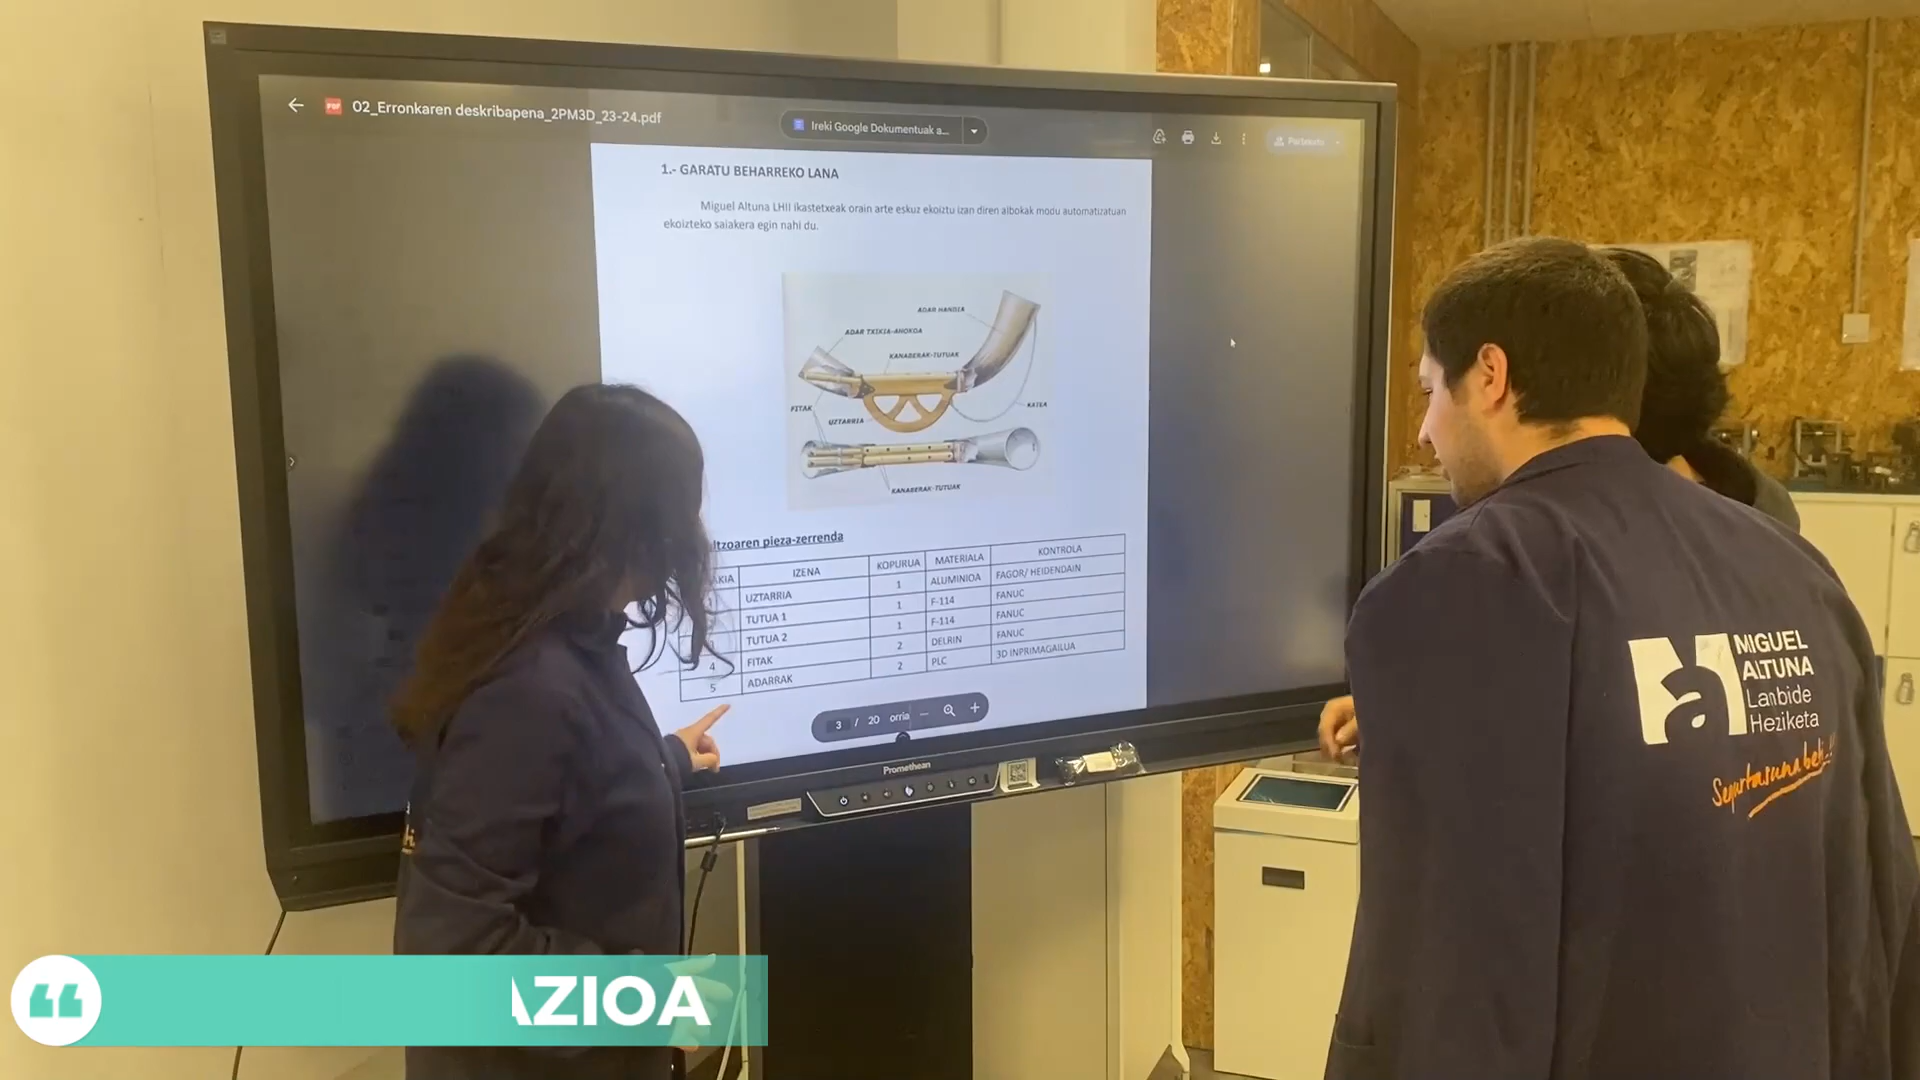 02_Erronkaren deskribapena_2PM3D_23-24.pdf
Ireki Google Dokumentuak a...
Partekatu
1.- GARATU BEHARREKO LANA
Miguel Altuna LHII ikastetxeak orain arte eskuz ekoiztu izan diren albokak modu automatizatuan
ekoizteko saiakera egin nahi du.
ADAR HANDIA
ADAR TXIKIA-AHOKOA
KANABERAK-TUTUAK
FITAK
KATEA
UZTARRIA
KANABERAK-TUTUAK
ltzoaren pieza-zerrenda
AKIA IZENA KOPURUA MATERIALA KONTROLA
1 UZTARRIA 1 ALUMINIOA FAGOR/ HEIDENDAIN
TUTUA 1 1 F-114 FANUC
3 TUTUA 2 1 F-114 FANUC
4 FITAK 2 DELRIN FANUC
5 ADARRAK 2 PLC 3D INPRIMAGAILUA
3 / 20 orria
Promethean
MIGUEL
ALTUNA
Lanbide
Heziketa
a
AZIOA